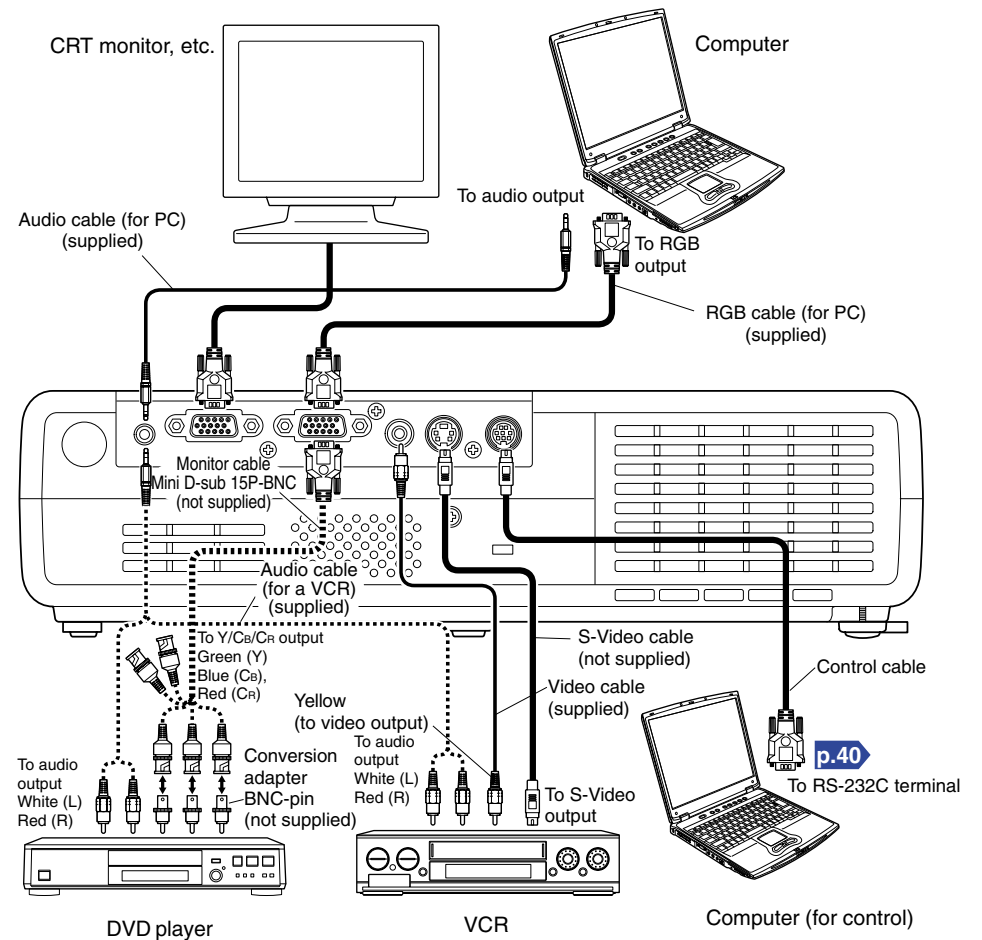 CRT monitor, etc.
Computer
To audio output
Audio cable (for PC)
(supplied)
To RGB
output
RGB cable (for PC)
(supplied)
Monitor cable
Mini D-sub 15P-BNC
(not supplied)
Audio cable
(for a VCR)
(supplied)
To Y/CB/CR output
Green (Y)
Blue (CB),
Red (CR)
S-Video cable
(not supplied)
Control cable
Video cable
(supplied)
Yellow
(to video output)
To audio
output
White (L)
Red (R)
Conversion
adapter
BNC-pin
(not supplied)
To audio
output
White (L)
Red (R)
To S-Video
output
p.40
To RS-232C terminal
DVD player
VCR
Computer (for control)